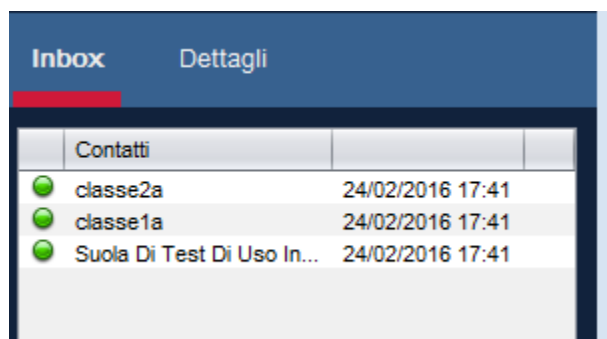 Inbox Dettagli
Contatti
classe2a 24/02/2016 17:41
classe1a 24/02/2016 17:41
Suola Di Test Di Uso In... 24/02/2016 17:41